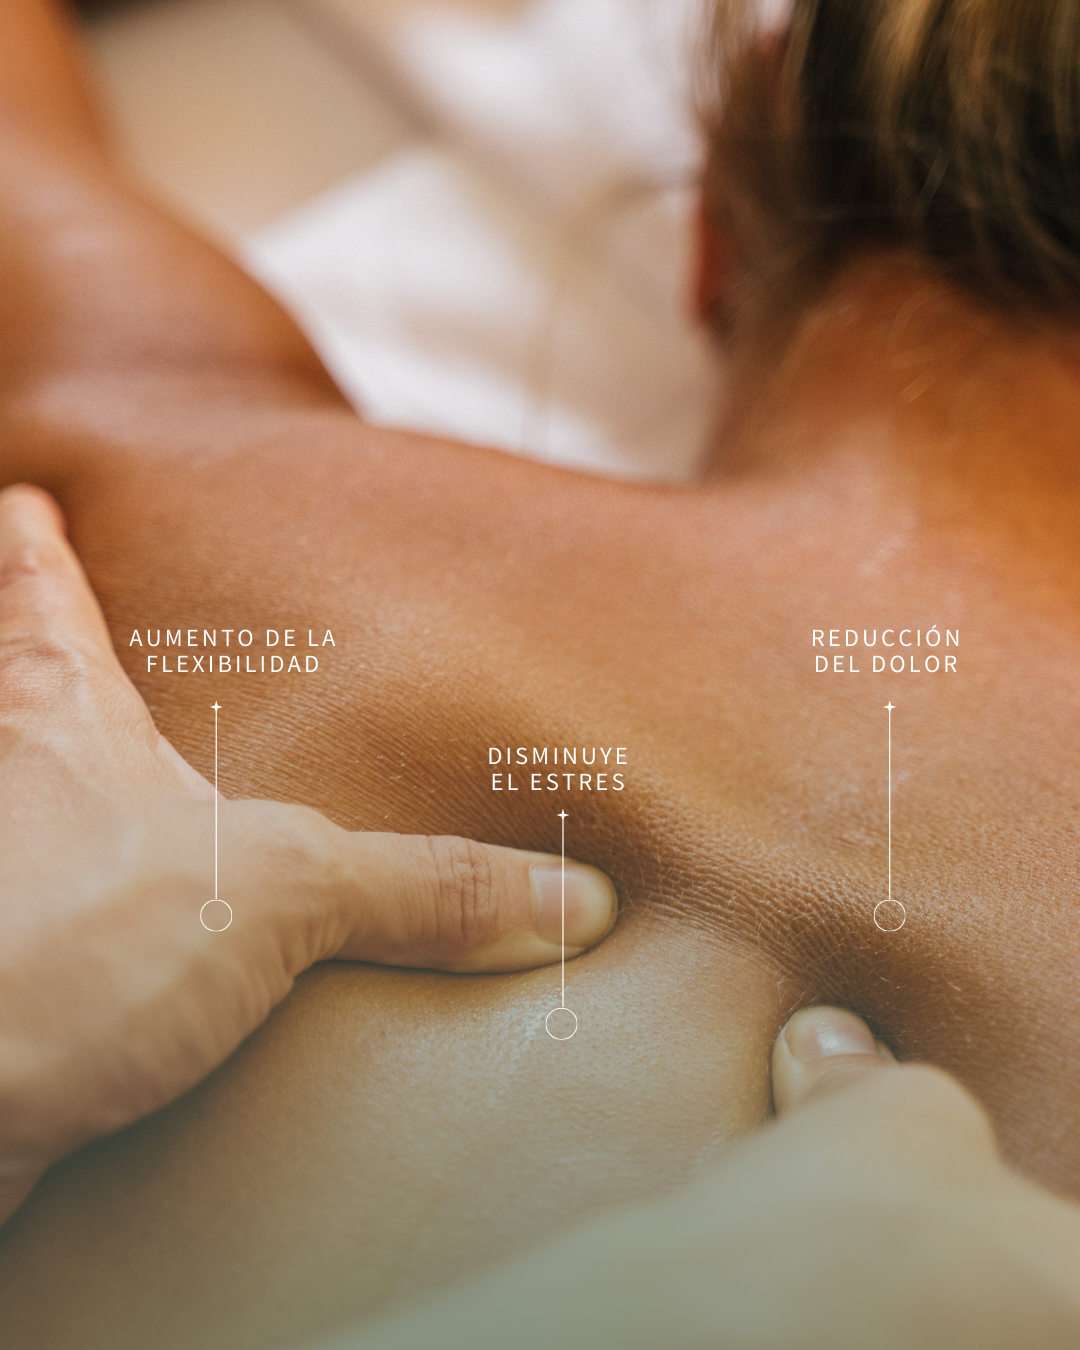 AUMENTO DE LA
FLEXIBILIDAD
DISMINUYE
EL ESTRES
REDUCCIÓN
DEL DOLOR